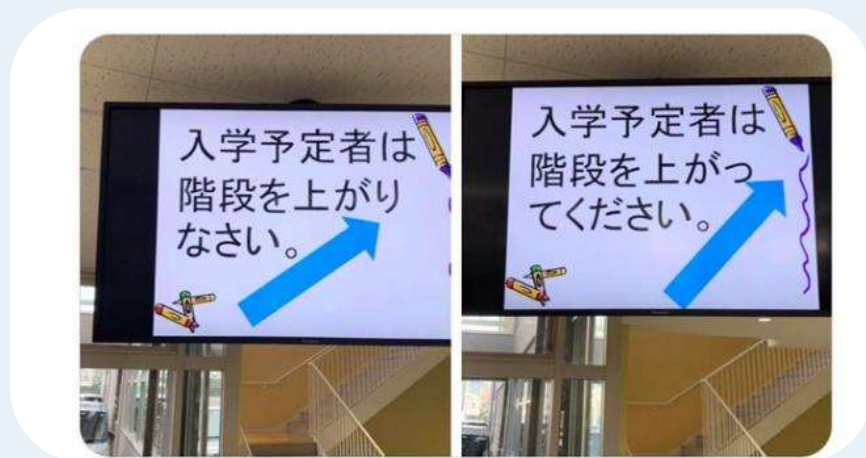 入学予定者は
階段を上がり
なさい。
入学予定者は
階段を上がっ
てください。